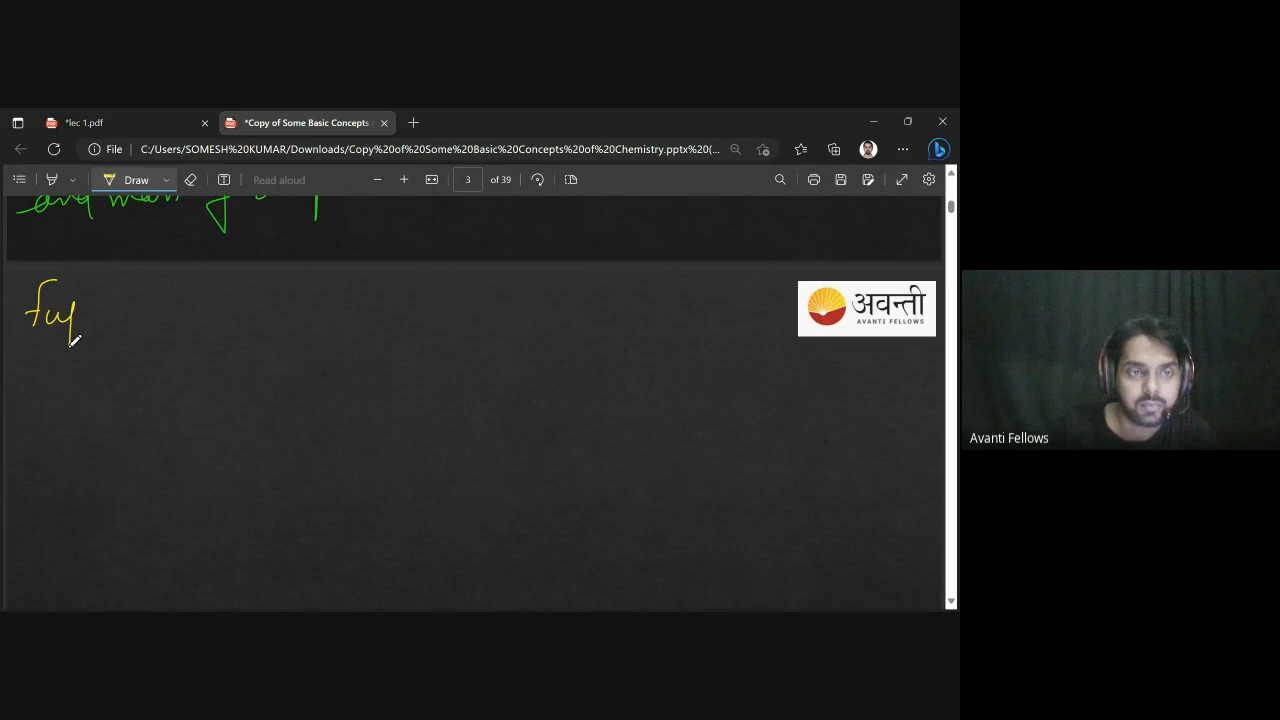 *lec 1.pdf
*Copy of Some Basic Concepts
File
C:/Users/SOMESH%20KUMAR/Downloads/Copy%20of%20Some%20Basic%20Concepts%20of%20Chemistry.pptx%20(...
Draw
Read aloud
3
of 39
and
अवन्ती
AVANTI FELLOWS
Avanti Fellows